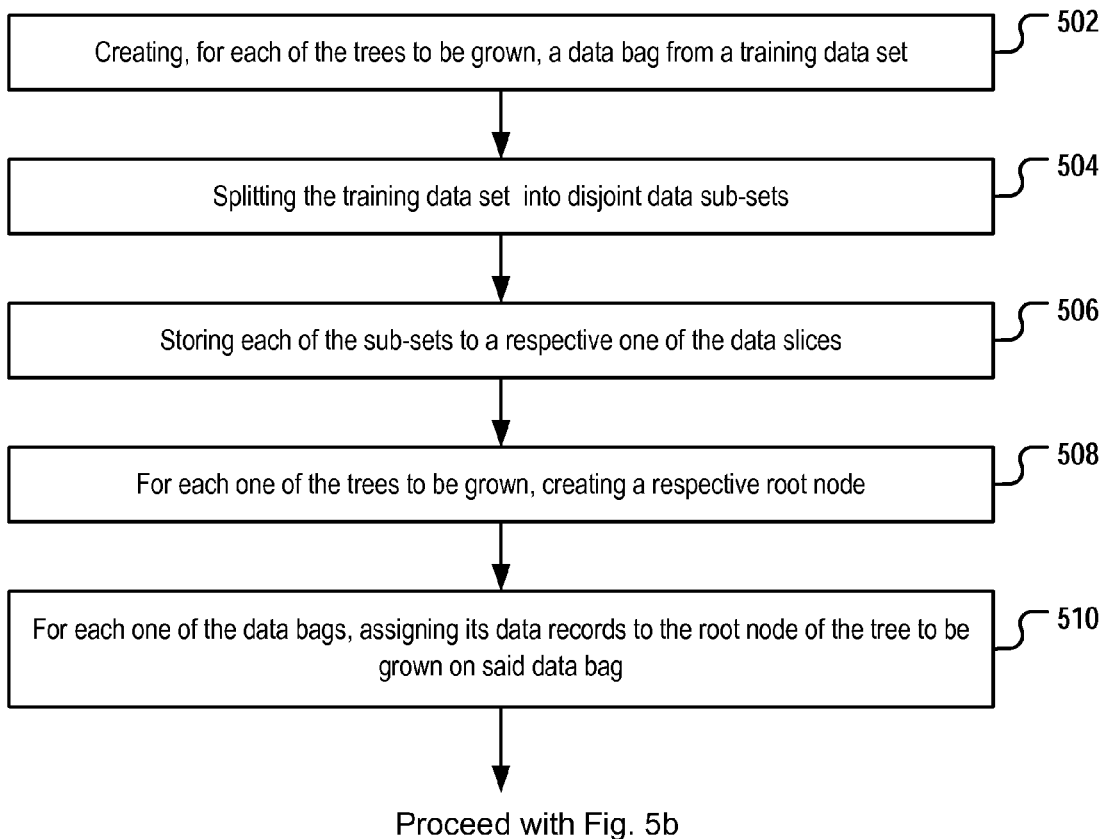 502
Creating, for each of the trees to be grown, a data bag from a training data set
504
Splitting the training data set into disjoint data sub-sets
506
Storing each of the sub-sets to a respective one of the data slices
508
For each one of the trees to be grown, creating a respective root node
510
For each one of the data bags, assigning its data records to the root node of the tree to be
grown on said data bag
Proceed with Fig. 5b